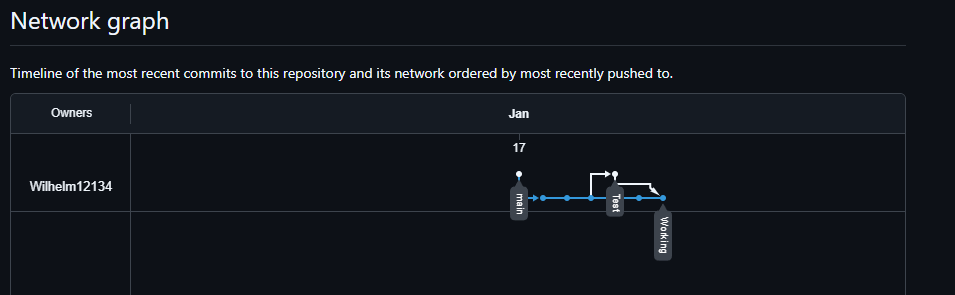 Network graph
Timeline of the most recent commits to this repository and its network ordered by most recently pushed to.
Owners
Jan
17
Wilhelm12134
main
Test
Working